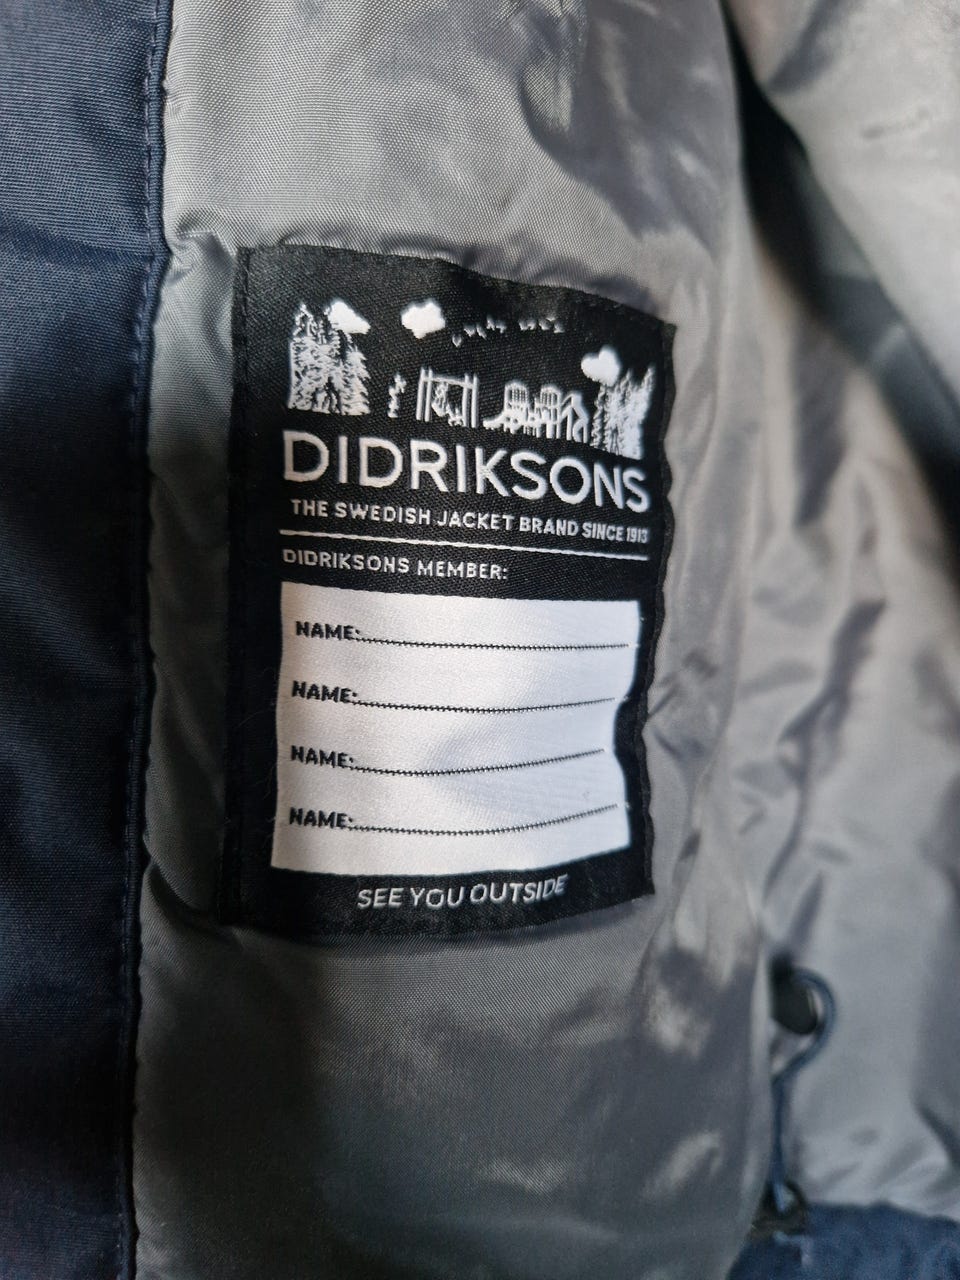 DIDRIKSONS
THE SWEDISH JACKET BRAND SINCE 1913
DIDRIKSONS MEMBER:
NAME:
NAME:
NAME:
NAME:
SEE YOU OUTSIDE